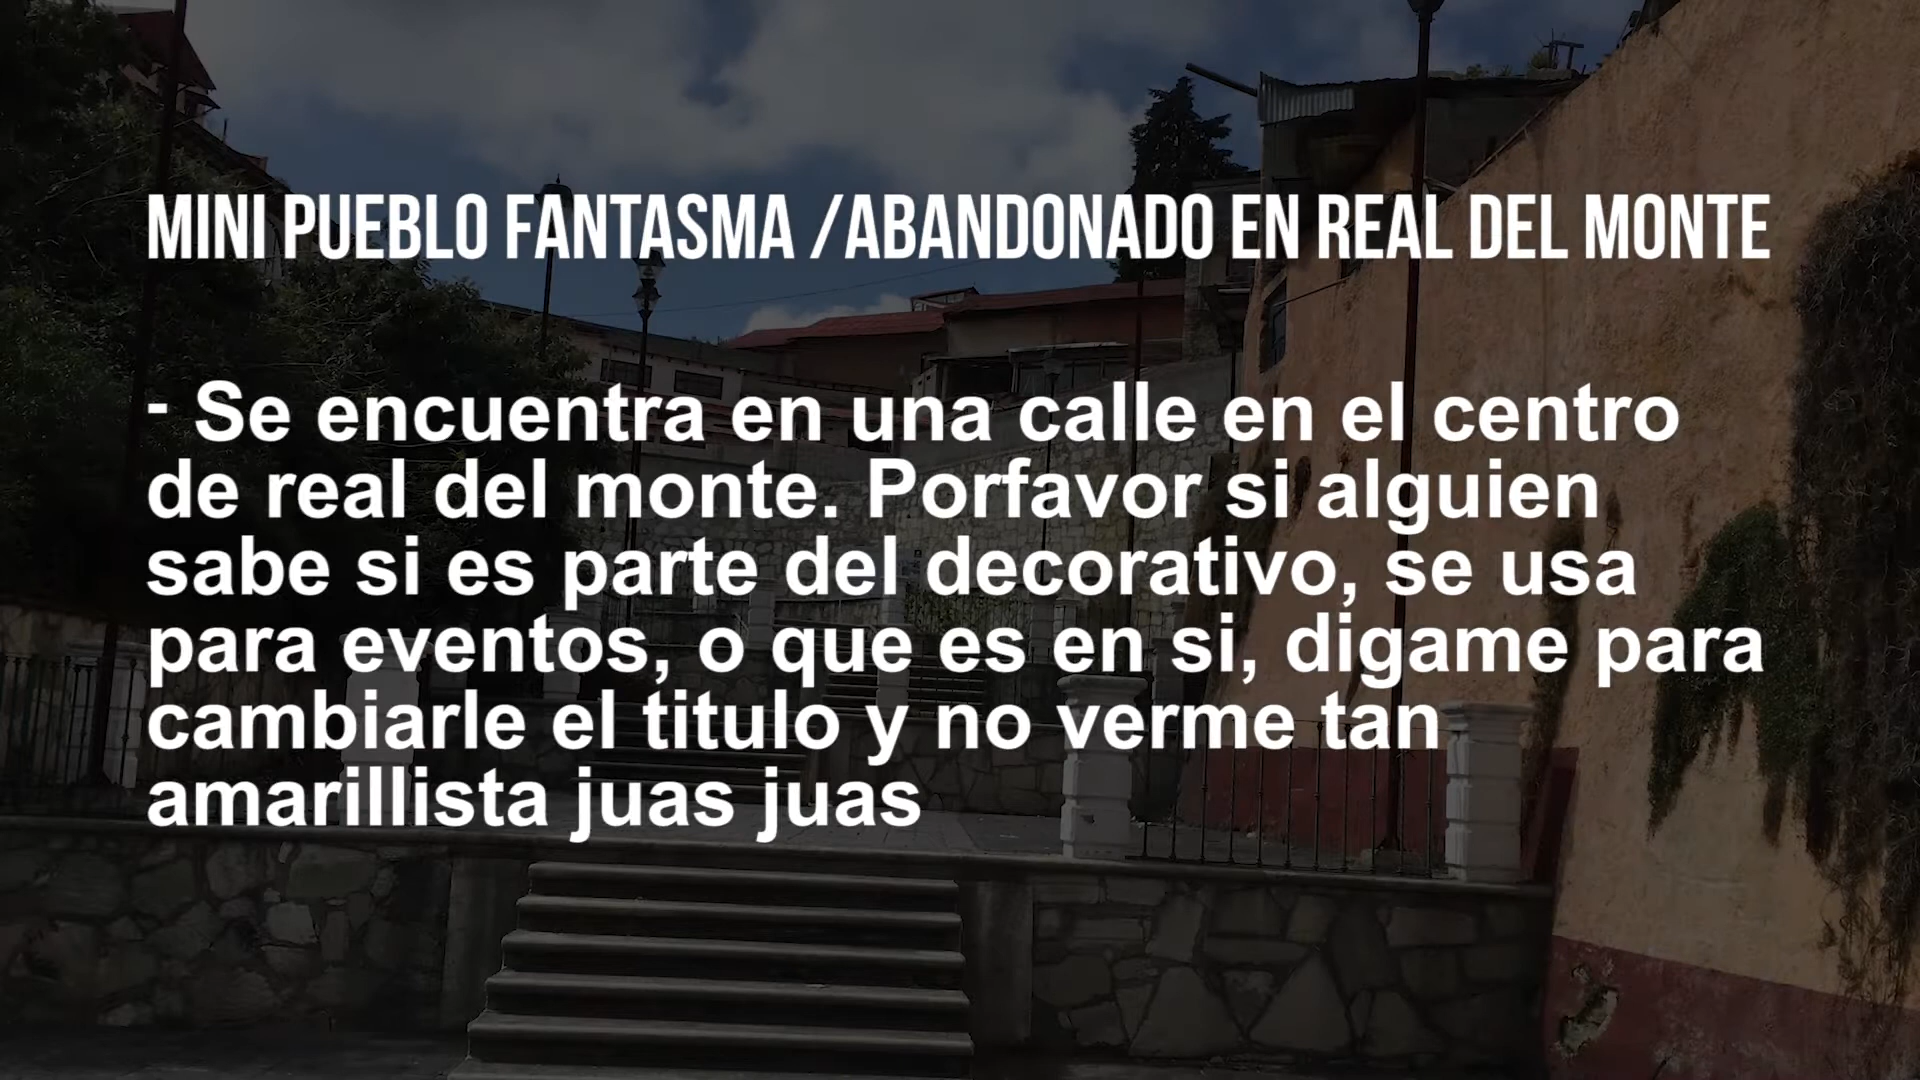 MINI PUEBLO FANTASMA /ABANDONADO EN REAL DEL MONTE
- Se encuentra en una calle en el centro
de real del monte. Porfavor si alguien
sabe si es parte del decorativo, se usa
para eventos, o que es en si, digame para
cambiarle el titulo y no verme tan
amarillista juas juas